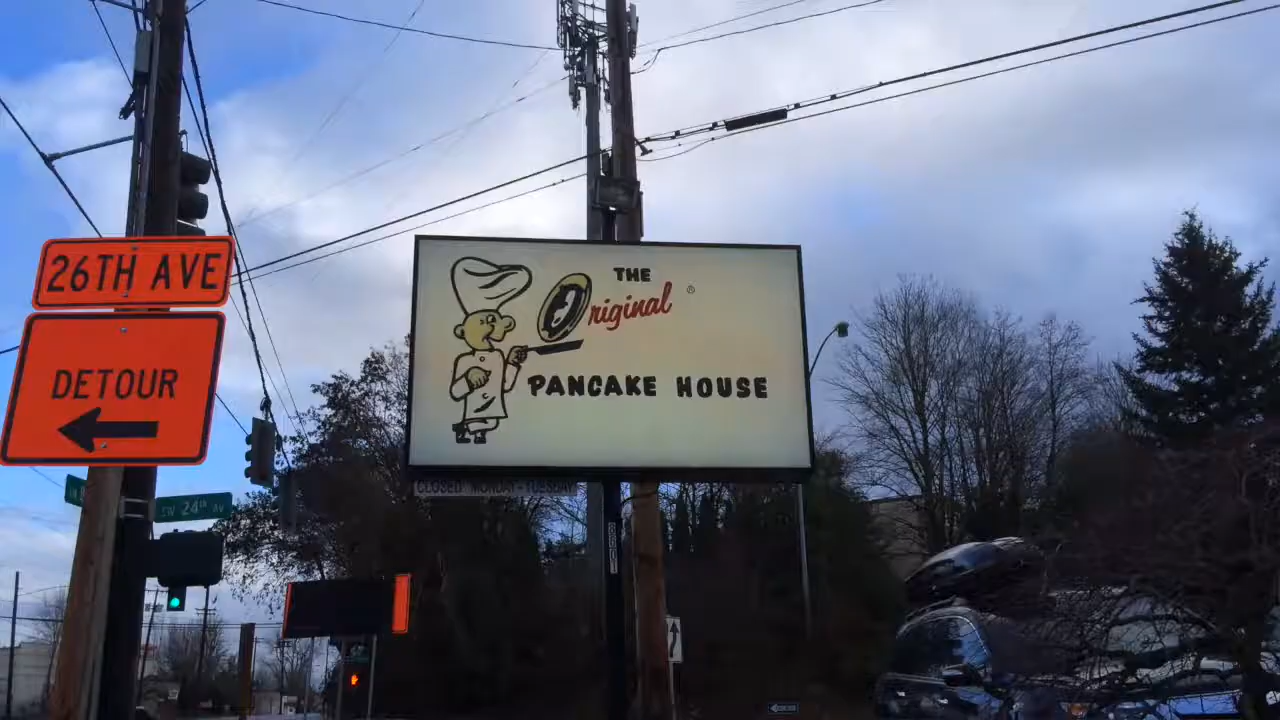 26TH AVE
DETOUR
SW 24th AV
THE
Original ®
PANCAKE HOUSE
CLOSED MONDAY - TUESDAY